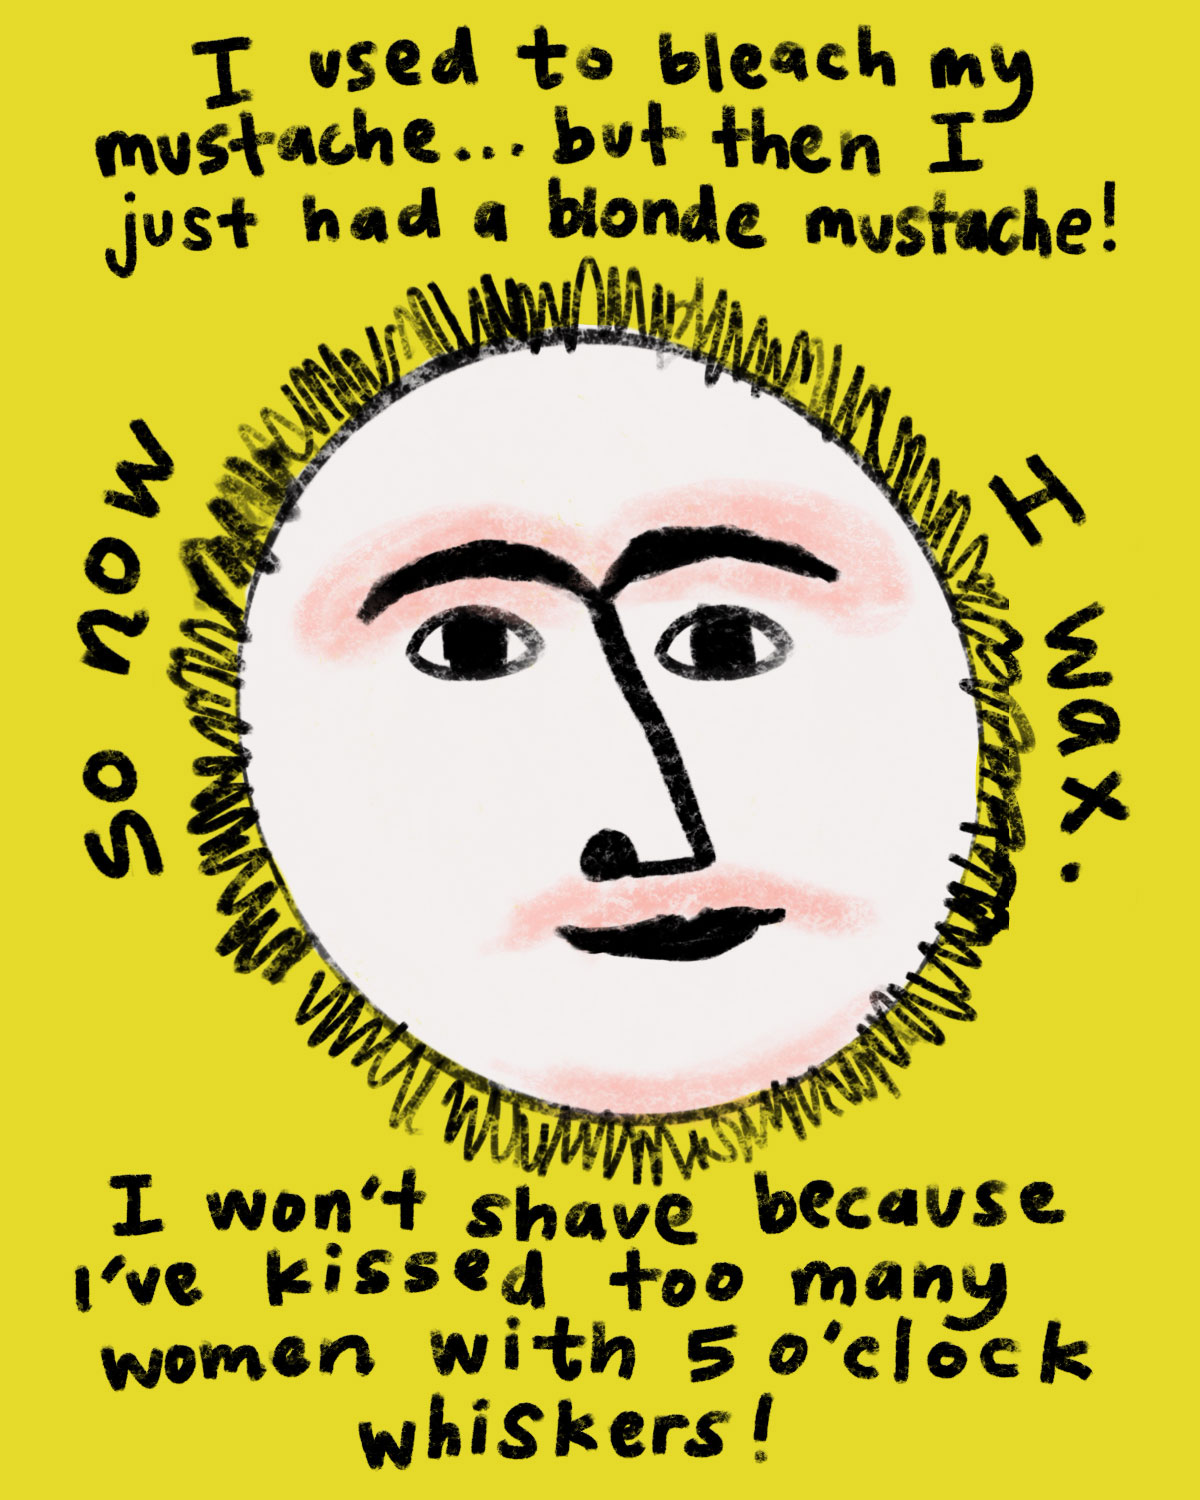 I used to bleach my
mustache... but then I
just had a blonde mustache!
so now
I wax.
I won't shave because
I've kissed too many
women with 5 o'clock
whiskers!